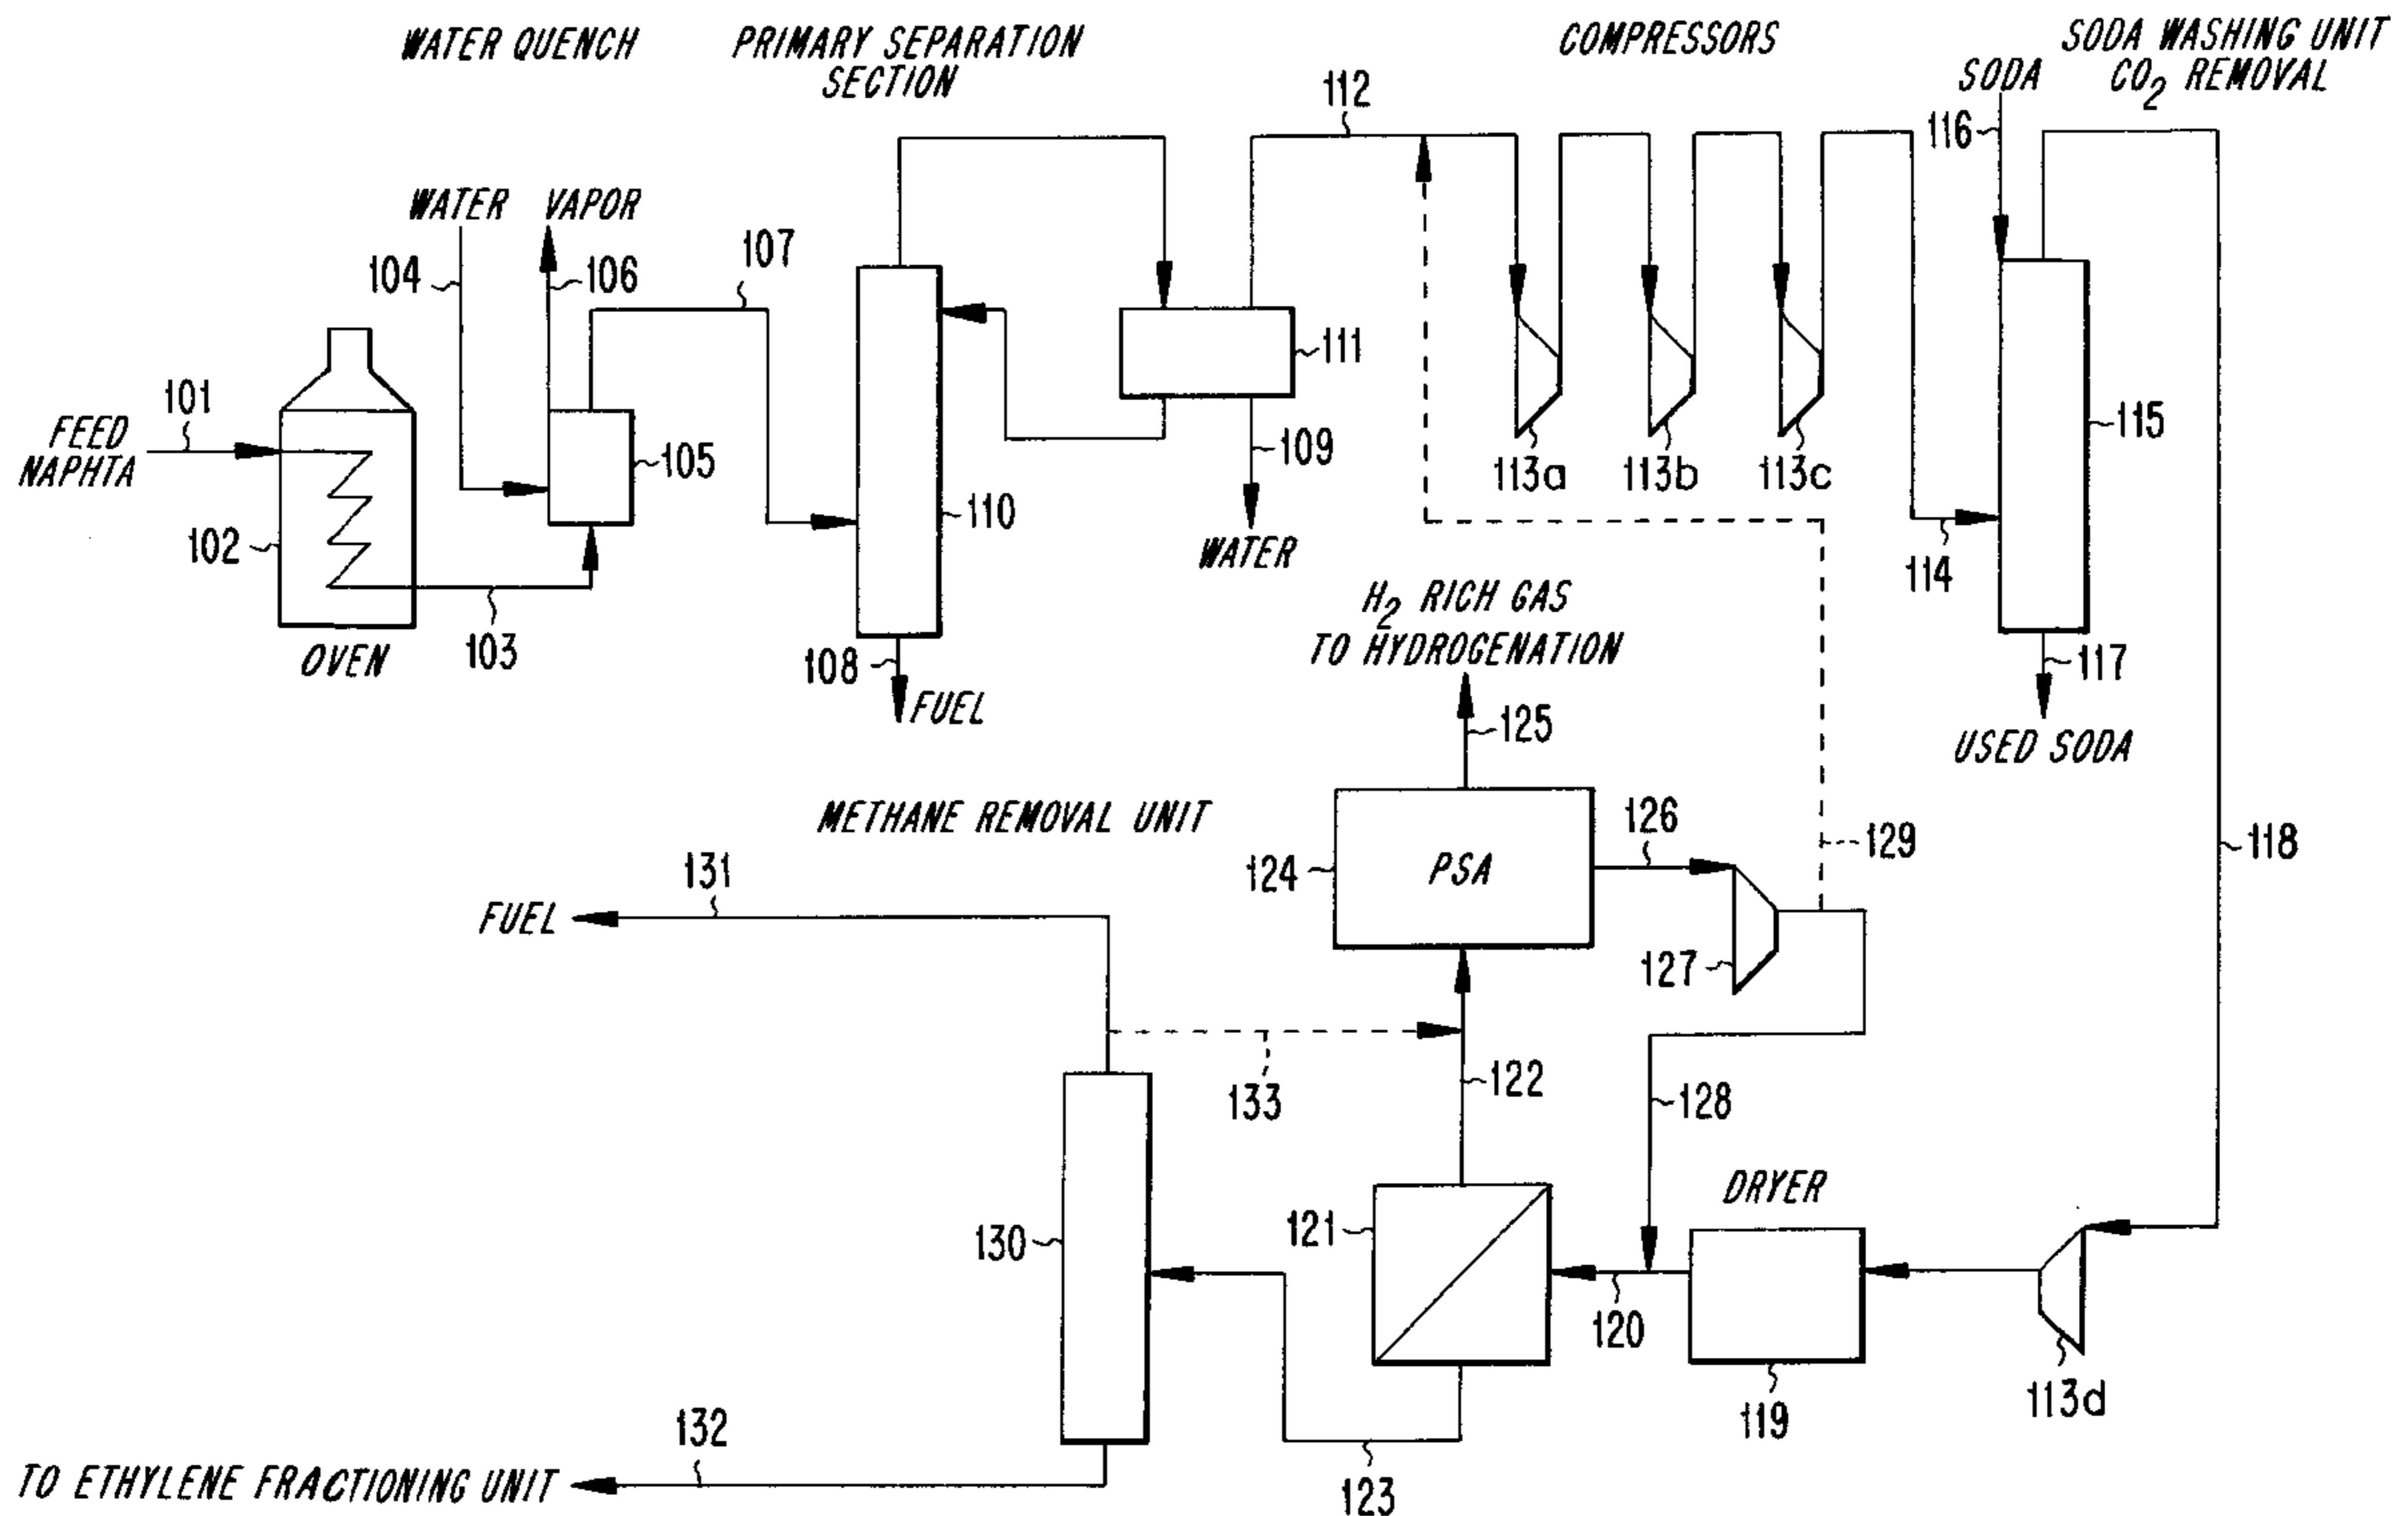 WATER QUENCH
PRIMARY SEPARATION
SECTION
COMPRESSORS
SODA WASHING UNIT
CO2 REMOVAL
SODA
112
116
WATER
VAPOR
104
106
107
101
FEED
NAPHTA
102
105
103
OVEN
110
108
FUEL
111
109
WATER
113a
113b
113c
114
115
117
USED SODA
H2 RICH GAS
TO HYDROGENATION
125
METHANE REMOVAL UNIT
124
PSA
126
127
129
118
131
FUEL
133
122
128
130
121
120
DRYER
119
113d
123
132
TO ETHYLENE FRACTIONING UNIT